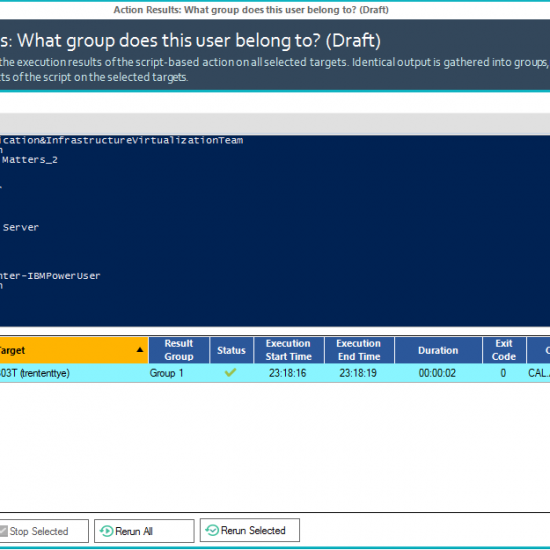 Action Results: What group does this user belong to? (Draft)
s: What group does this user belong to? (Draft)
the execution results of the script-based action on all selected targets. Identical output is gathered into groups,
cts of the script on the selected targets.
ication&InfrastructureVirtualizationTeam
n
Matters_2
Server
nter-IBMPowerUser
n
Target Result Group Status Execution Start Time Execution End Time Duration Exit Code
03T (trententtye) Group 1 23:18:16 23:18:19 00:00:02 0 CAL.
Stop Selected Rerun All Rerun Selected